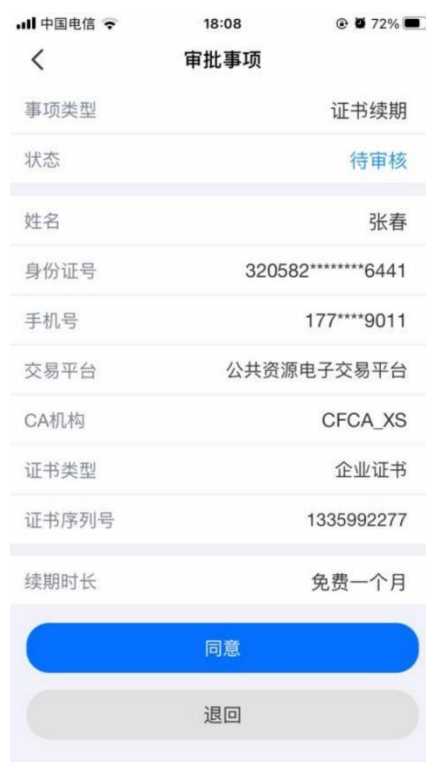 中国电信 18:08 72%
审批事项
事项类型 证书续期
状态 待审核
姓名 张春
身份证号 320582********6441
手机号 177****9011
交易平台 公共资源电子交易平台
CA机构 CFCA_XS
证书类型 企业证书
证书序列号 1335992277
续期时长 免费一个月
同意
退回